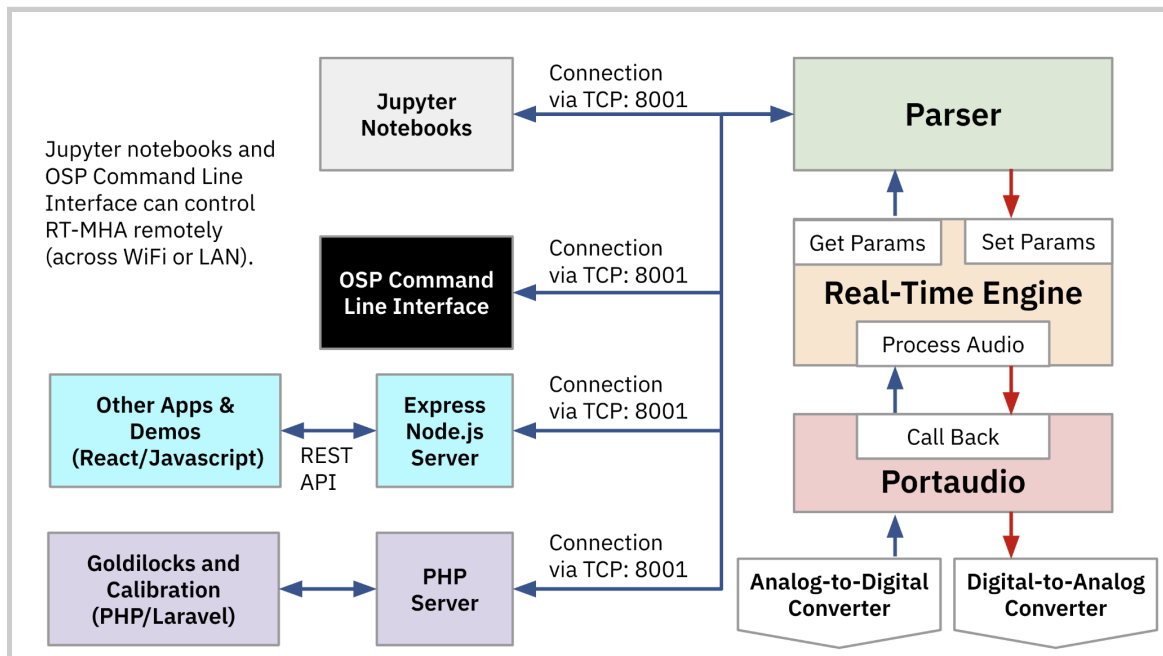 Jupyter notebooks and
OSP Command Line
Interface can control
RT-MHA remotely
(across WiFi or LAN).
Jupyter
Notebooks
Connection
via TCP: 8001
OSP Command
Line Interface
Connection
via TCP: 8001
Other Apps &
Demos
(React/Javascript)
REST
API
Express
Node.js
Server
Connection
via TCP: 8001
Goldilocks and
Calibration
(PHP/Laravel)
PHP
Server
Connection
via TCP: 8001
Parser
Get Params
Set Params
Real-Time Engine
Process Audio
Call Back
Portaudio
Analog-to-Digital
Converter
Digital-to-Analog
Converter